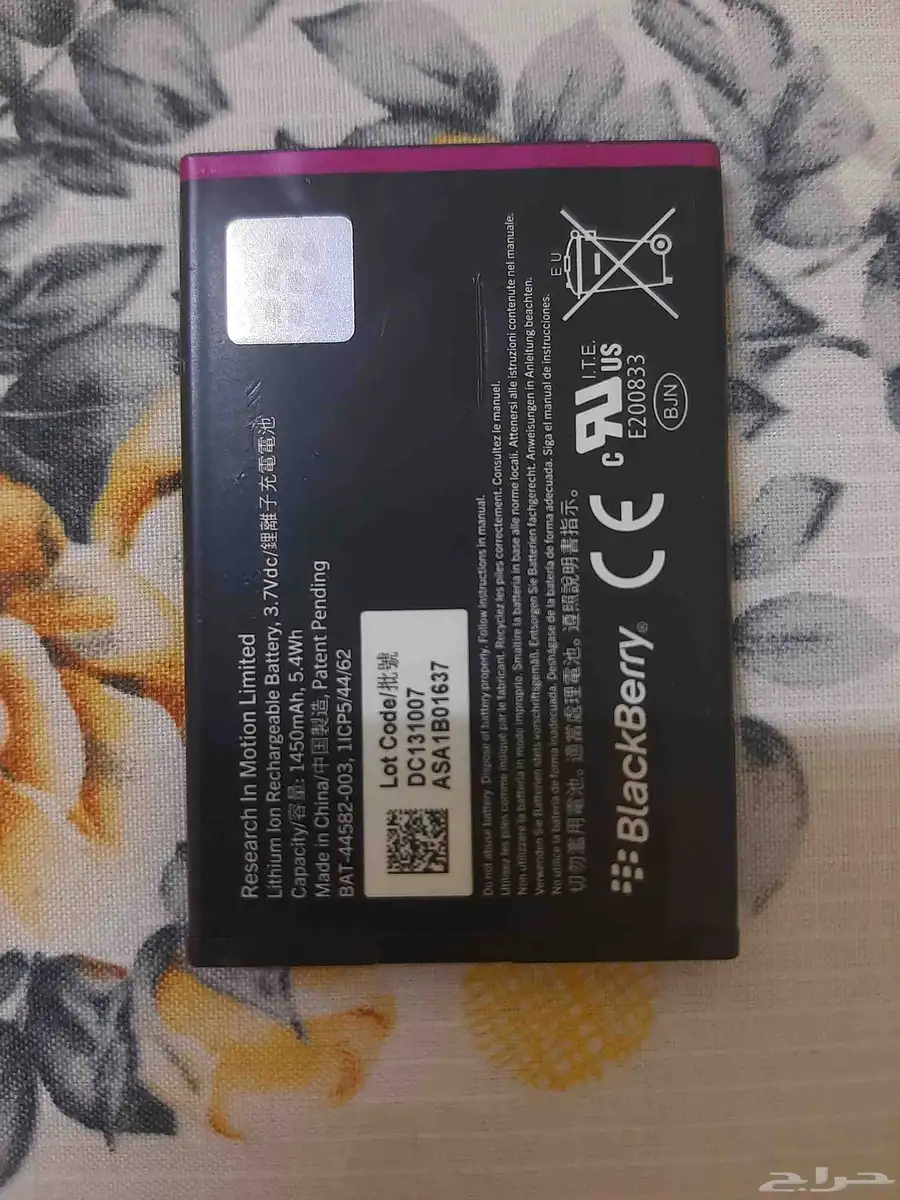 Research In Motion Limited
Lithium Ion Rechargeable Battery, 3.7Vdc/鋰離子充電電池
Capacity/容量: 1450mAh, 5.4Wh
Made in China/中国製造, Patent Pending
BAT-44582-003, 1ICP5/44/62
Lot Code/批號
DC131007
ASA1B01637
Do not abuse battery. Dispose of battery properly. Follow instructions in manual.
Utilisez les piles comme indiqué par le fabricant. Recyclez les piles correctement. Consultez le manuel.
Non utilizzare la batteria in modo improprio. Smaltire la batteria in base alle norme locali. Attenersi alle istruzioni contenute nel manuale.
Verwenden Sie Batterien stets vorschriftsgemäß. Entsorgen Sie Batterien fachgerecht. Anweisungen in Anleitung beachten.
No utilice la batería de forma inadecuada. Deshágase de la batería de forma adecuada. Siga el manual de instrucciones.
切勿濫用電池。適當處理電池。遵照說明書指示。
BlackBerry®
CE
c RU US
I.T.E.
E200833
BJN
EU
حراج